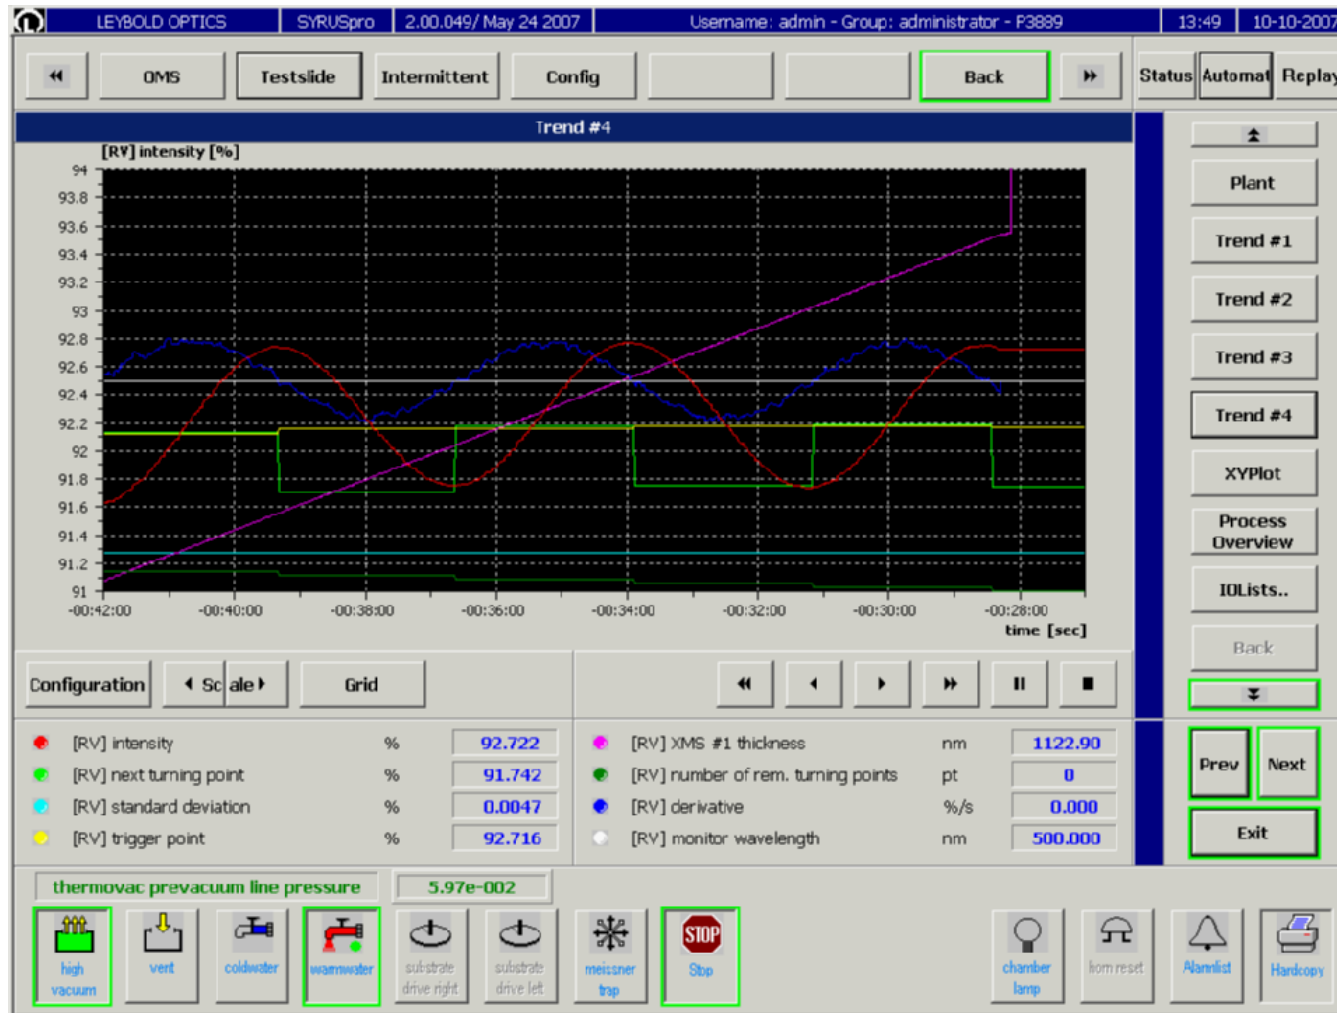 LEYBOLD OPTICS SYRUSpro 2.00.049/ May 24 2007 Username: admin - Group: administrator - P3889 13:49 10-10-2007
OMS Testslide Intermittent Config Back Status Automat Replay
Trend #4
[RV] intensity [%]
94
93.8
93.6
93.4
93.2
93
92.8
92.6
92.4
92.2
92
91.8
91.6
91.4
91.2
91
-00:42:00 -00:40:00 -00:38:00 -00:36:00 -00:34:00 -00:32:00 -00:30:00 -00:28:00
time [sec]
Plant
Trend #1
Trend #2
Trend #3
Trend #4
XYPlot
Process
Overview
IOLists..
Back
Configuration Scale Grid
[RV] intensity % 92.722
[RV] next turning point % 91.742
[RV] standard deviation % 0.0047
[RV] trigger point % 92.716
[RV] XMS #1 thickness nm 1122.90
[RV] number of rem. turning points pt 0
[RV] derivative %/s 0.000
[RV] monitor wavelength nm 500.000
Prev Next
Exit
thermovac prevacuum line pressure 5.97e-002
high
vacuum
vent
coldwater
warmwater
substrate
drive right
substrate
drive left
meissner
trap
STOP
Stop
chamber
lamp
horn reset
Alarmlist
Hardcopy